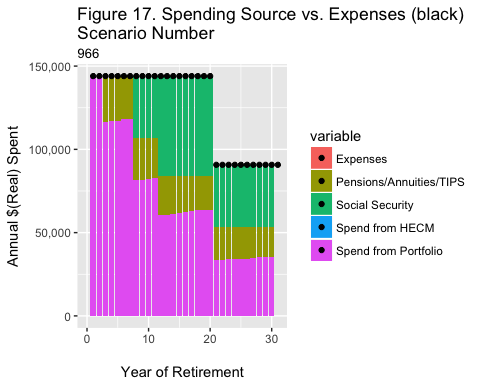 Figure 17. Spending Source vs. Expenses (black)
Scenario Number
966
150,000
100,000
50,000
0
Annual $(Real) Spent
0 10 20 30
Year of Retirement
variable
Expenses
Pensions/Annuities/TIPS
Social Security
Spend from HECM
Spend from Portfolio